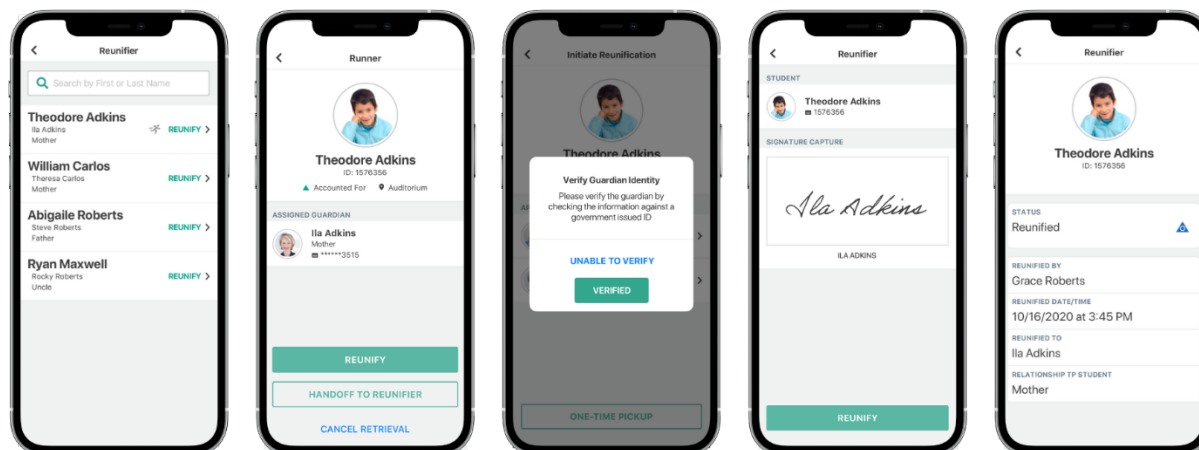 Reunifier
Search by First or Last Name
Theodore Adkins
Ila Adkins
Mother
REUNIFY
William Carlos
Theresa Carlos
Mother
REUNIFY
Abigaile Roberts
Steve Roberts
Father
REUNIFY
Ryan Maxwell
Rocky Roberts
Uncle
REUNIFY
Runner
Theodore Adkins
ID: 1576356
Accounted For Auditorium
ASSIGNED GUARDIAN
Ila Adkins
Mother
******3515
REUNIFY
HANDOFF TO REUNIFIER
CANCEL RETRIEVAL
Initiate Reunification
Theodore Adkins
Verify Guardian Identity
Please verify the guardian by
checking the information against a
government issued ID
UNABLE TO VERIFY
VERIFIED
ONE-TIME PICKUP
Reunifier
STUDENT
Theodore Adkins
1576356
SIGNATURE CAPTURE
Ila Adkins
ILA ADKINS
REUNIFY
Reunifier
Theodore Adkins
ID: 1576356
STATUS
Reunified
REUNIFIED BY
Grace Roberts
REUNIFIED DATE/TIME
10/16/2020 at 3:45 PM
REUNIFIED TO
Ila Adkins
RELATIONSHIP TP STUDENT
Mother